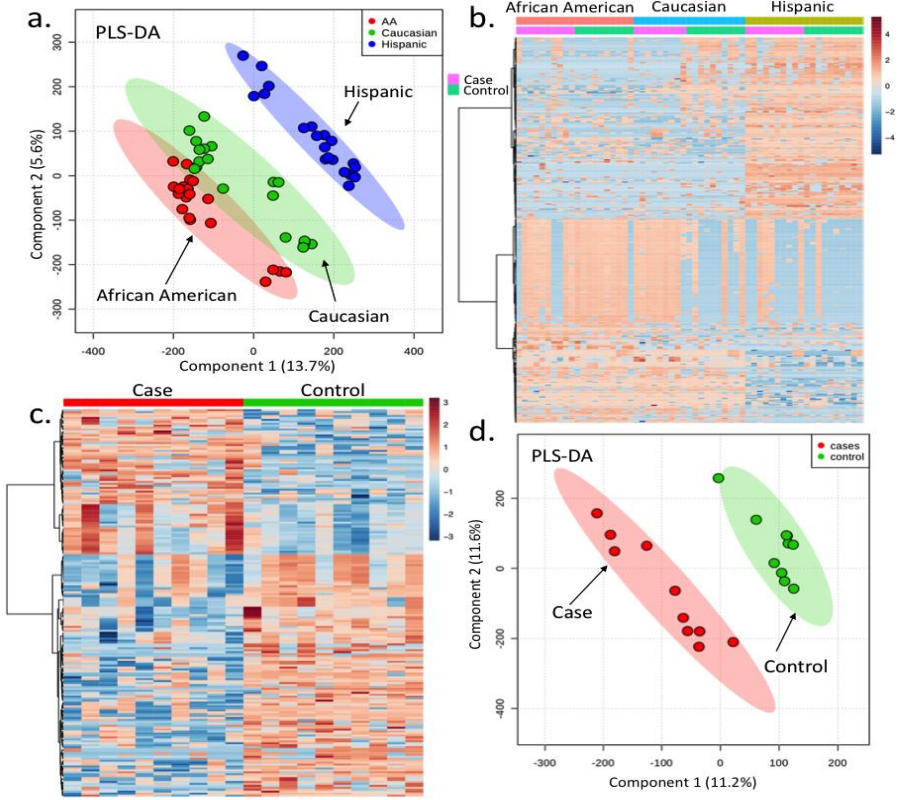 a.
PLS-DA
AA
Caucasian
Hispanic
300
200
100
0
-100
-200
-300
Component 2 (5.6%)
Hispanic
African American
Caucasian
-400
-200
0
200
400
Component 1 (13.7%)
b.
African American
Caucasian
Hispanic
Case
Control
4
2
0
−2
−4
c.
Case
Control
3
2
1
0
−1
−2
−3
d.
PLS-DA
cases
control
200
0
-200
-400
Component 2 (11.6%)
Case
Control
-300
-200
-100
0
100
200
Component 1 (11.2%)